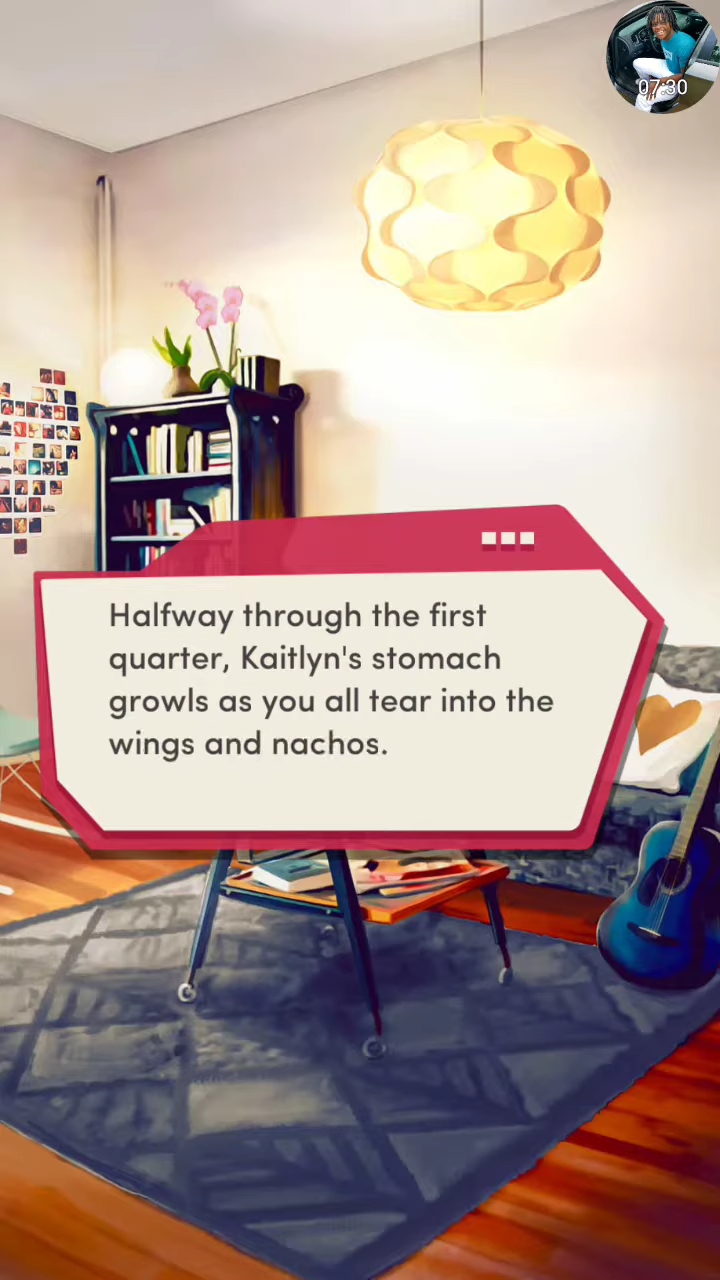 07:30
Halfway through the first
quarter, Kaitlyn's stomach
growls as you all tear into the
wings and nachos.